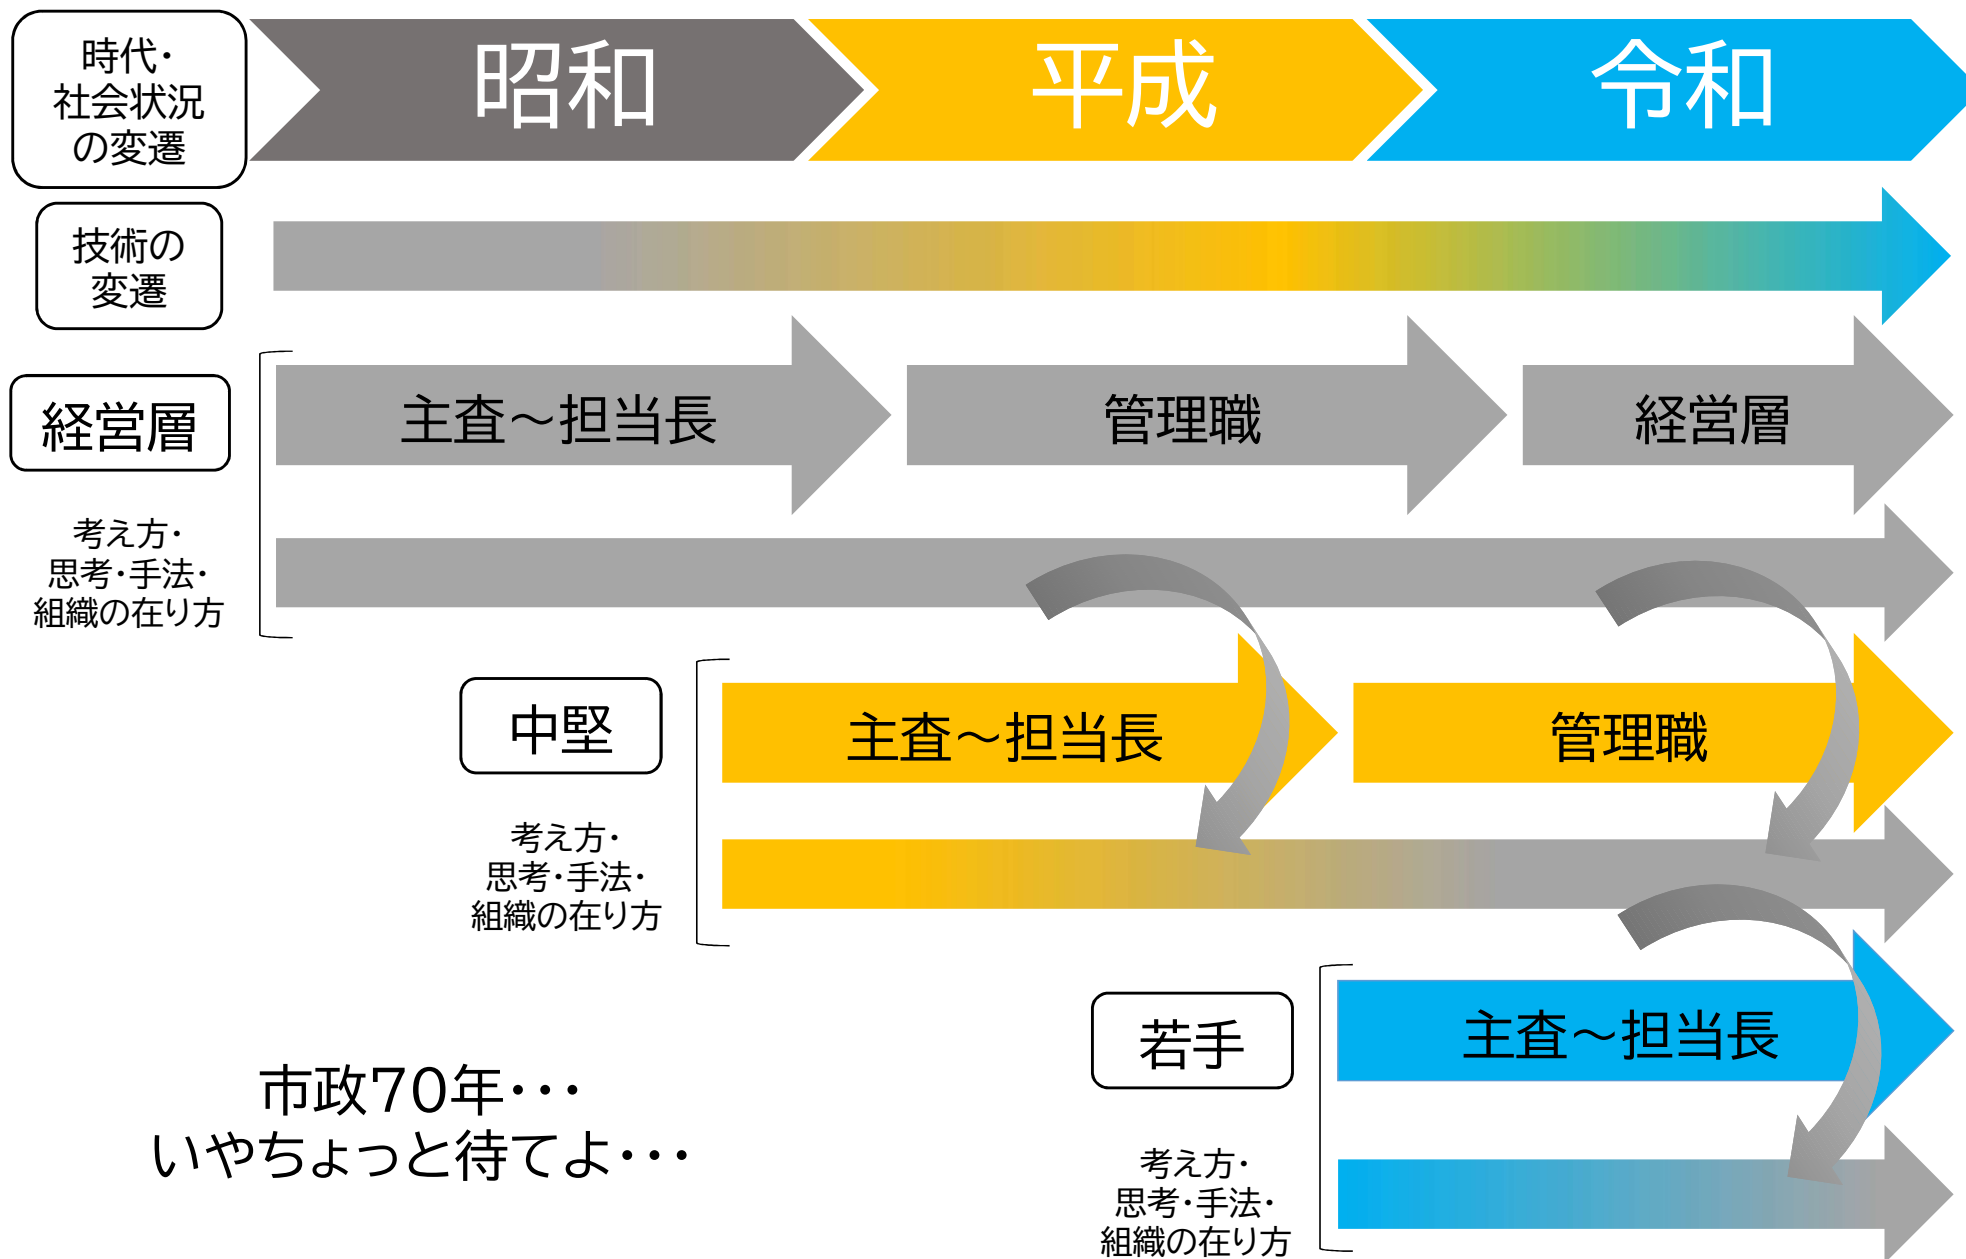 時代・
社会状況
の変遷
昭和
平成
令和
技術の
変遷
経営層
主査～担当長
管理職
経営層
考え方・
思考・手法・
組織の在り方
中堅
主査～担当長
管理職
考え方・
思考・手法・
組織の在り方
若手
主査～担当長
市政70年・・・
いやちょっと待てよ・・・
考え方・
思考・手法・
組織の在り方